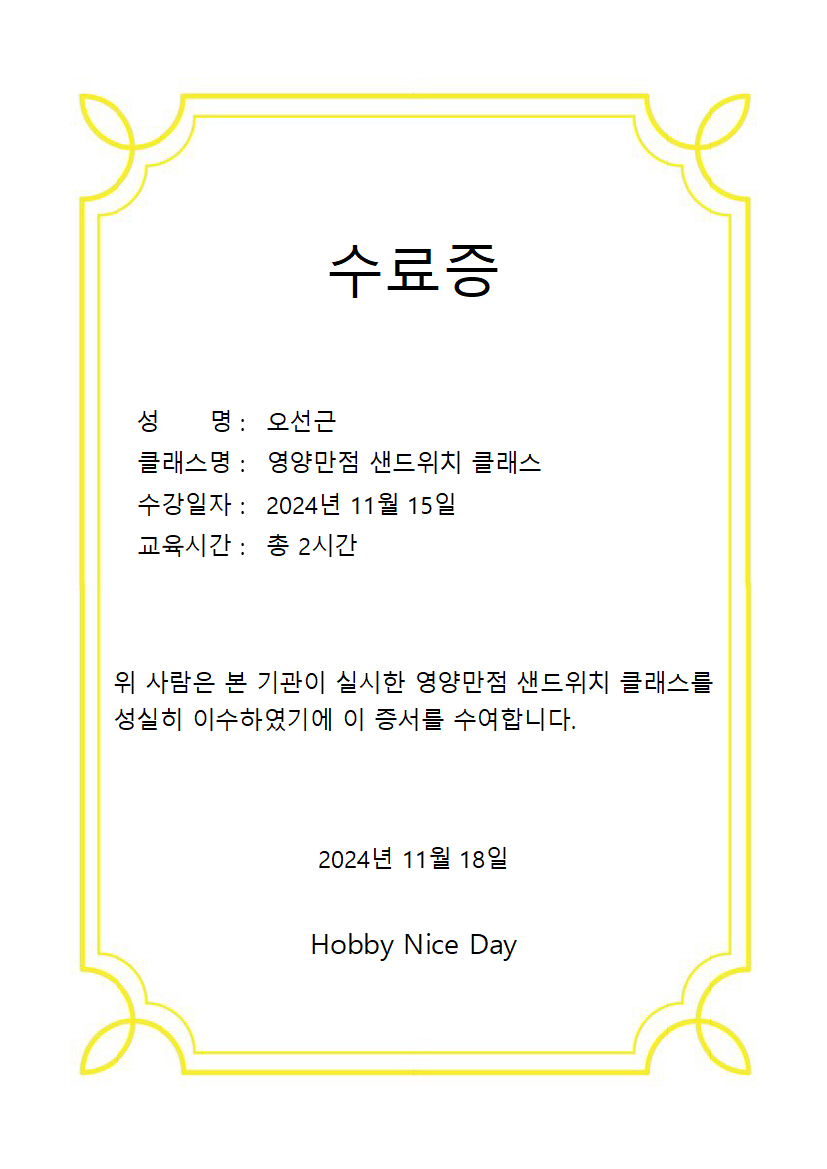 수료증
성 명 : 오선근
클래스명 : 영양만점 샌드위치 클래스
수강일자 : 2024년 11월 15일
교육시간 : 총 2시간
위 사람은 본 기관이 실시한 영양만점 샌드위치 클래스를
성실히 이수하였기에 이 증서를 수여합니다.
2024년 11월 18일
Hobby Nice Day